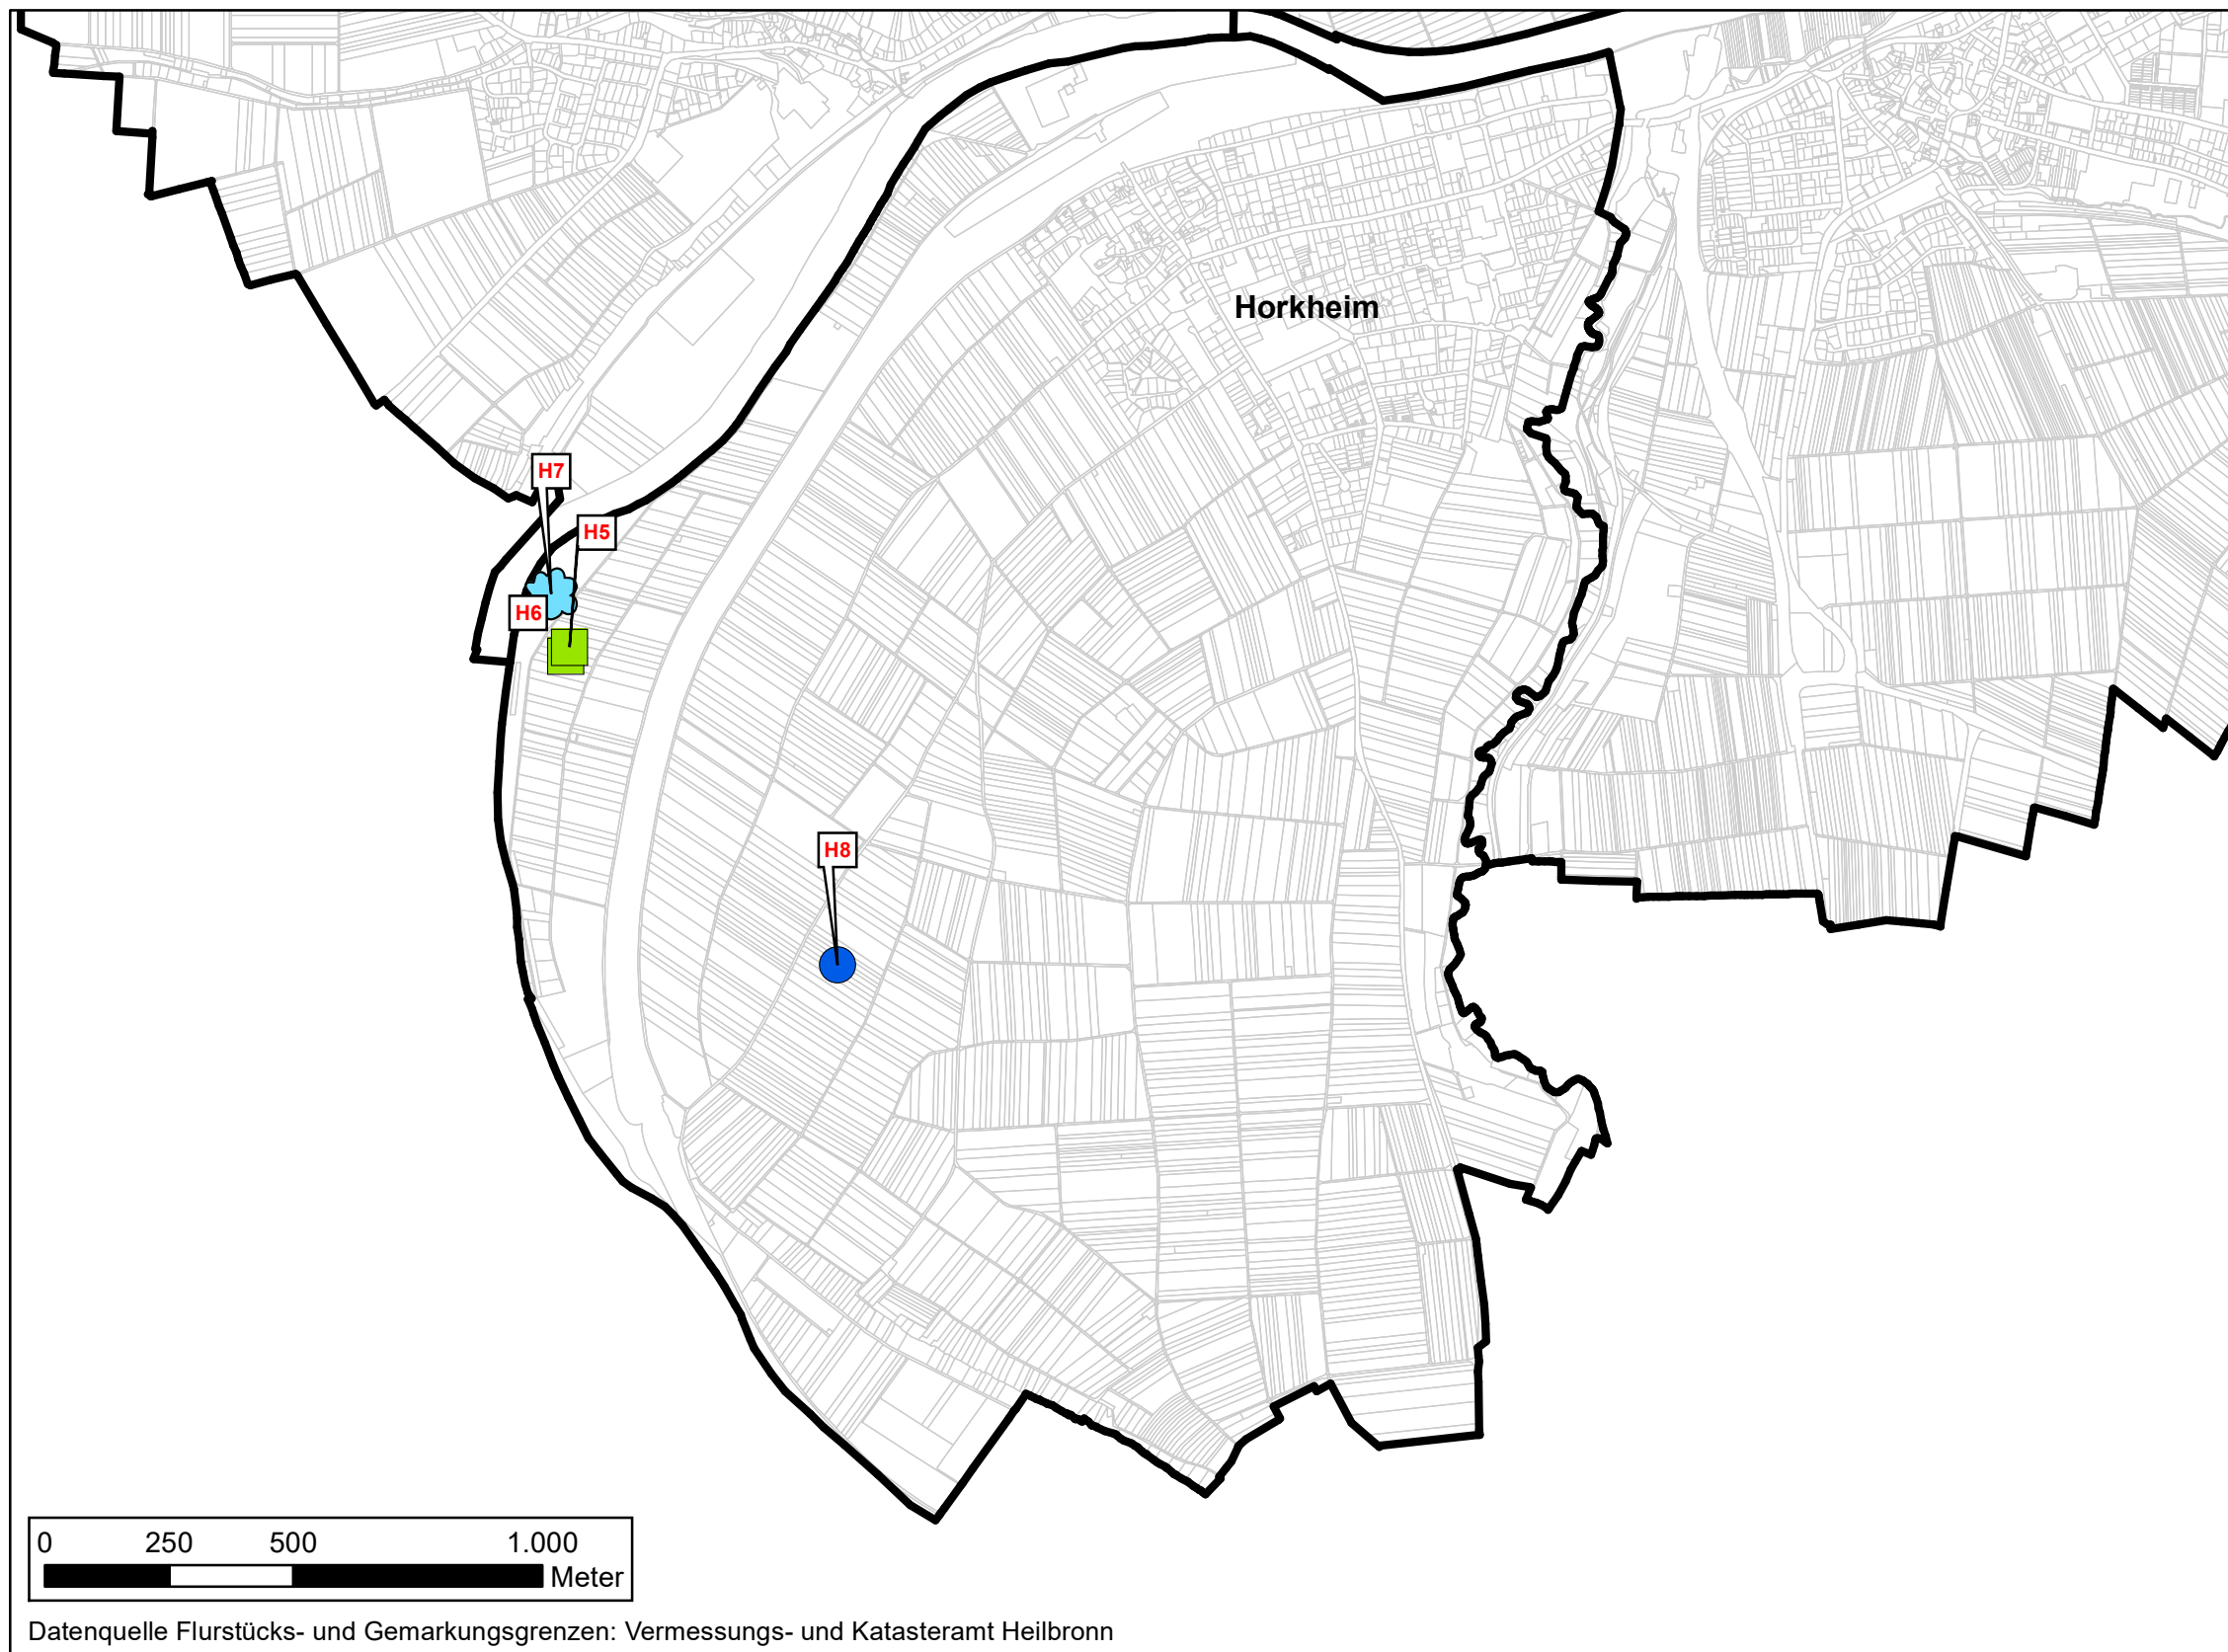 Horkheim
H7
H5
H6
H8
0 250 500 1.000
Meter
Datenquelle Flurstücks- und Gemarkungsgrenzen: Vermessungs- und Katasteramt Heilbronn